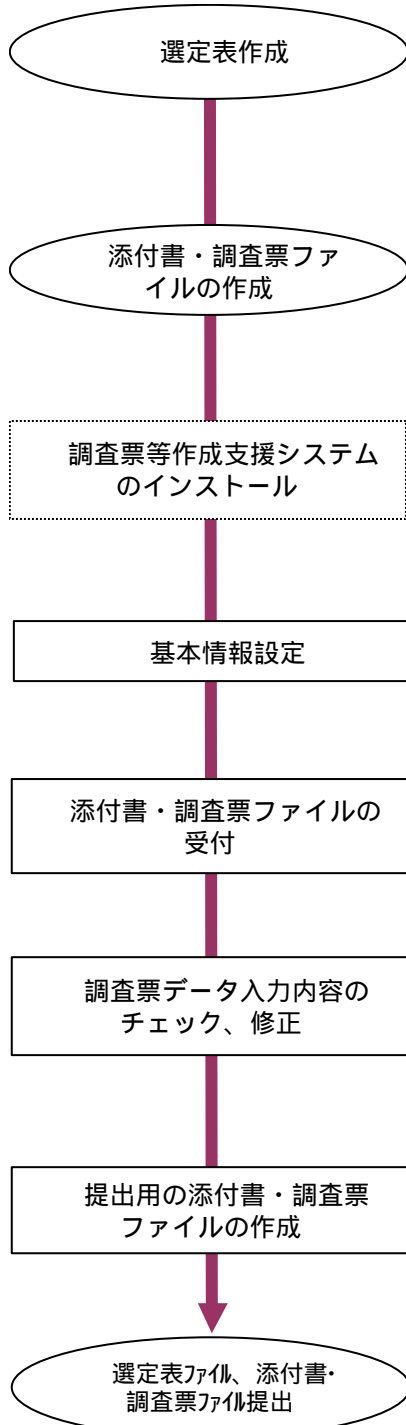 選定表作成
添付書・調査票ファ
イルの作成
調査票等作成支援システム
のインストール
基本情報設定
添付書・調査票ファイルの
受付
調査票データ入力内容の
チェック、修正
提出用の添付書・調査票
ファイルの作成
選定表ﾌｧｲﾙ、添付書・
調査票ﾌｧｲﾙ提出